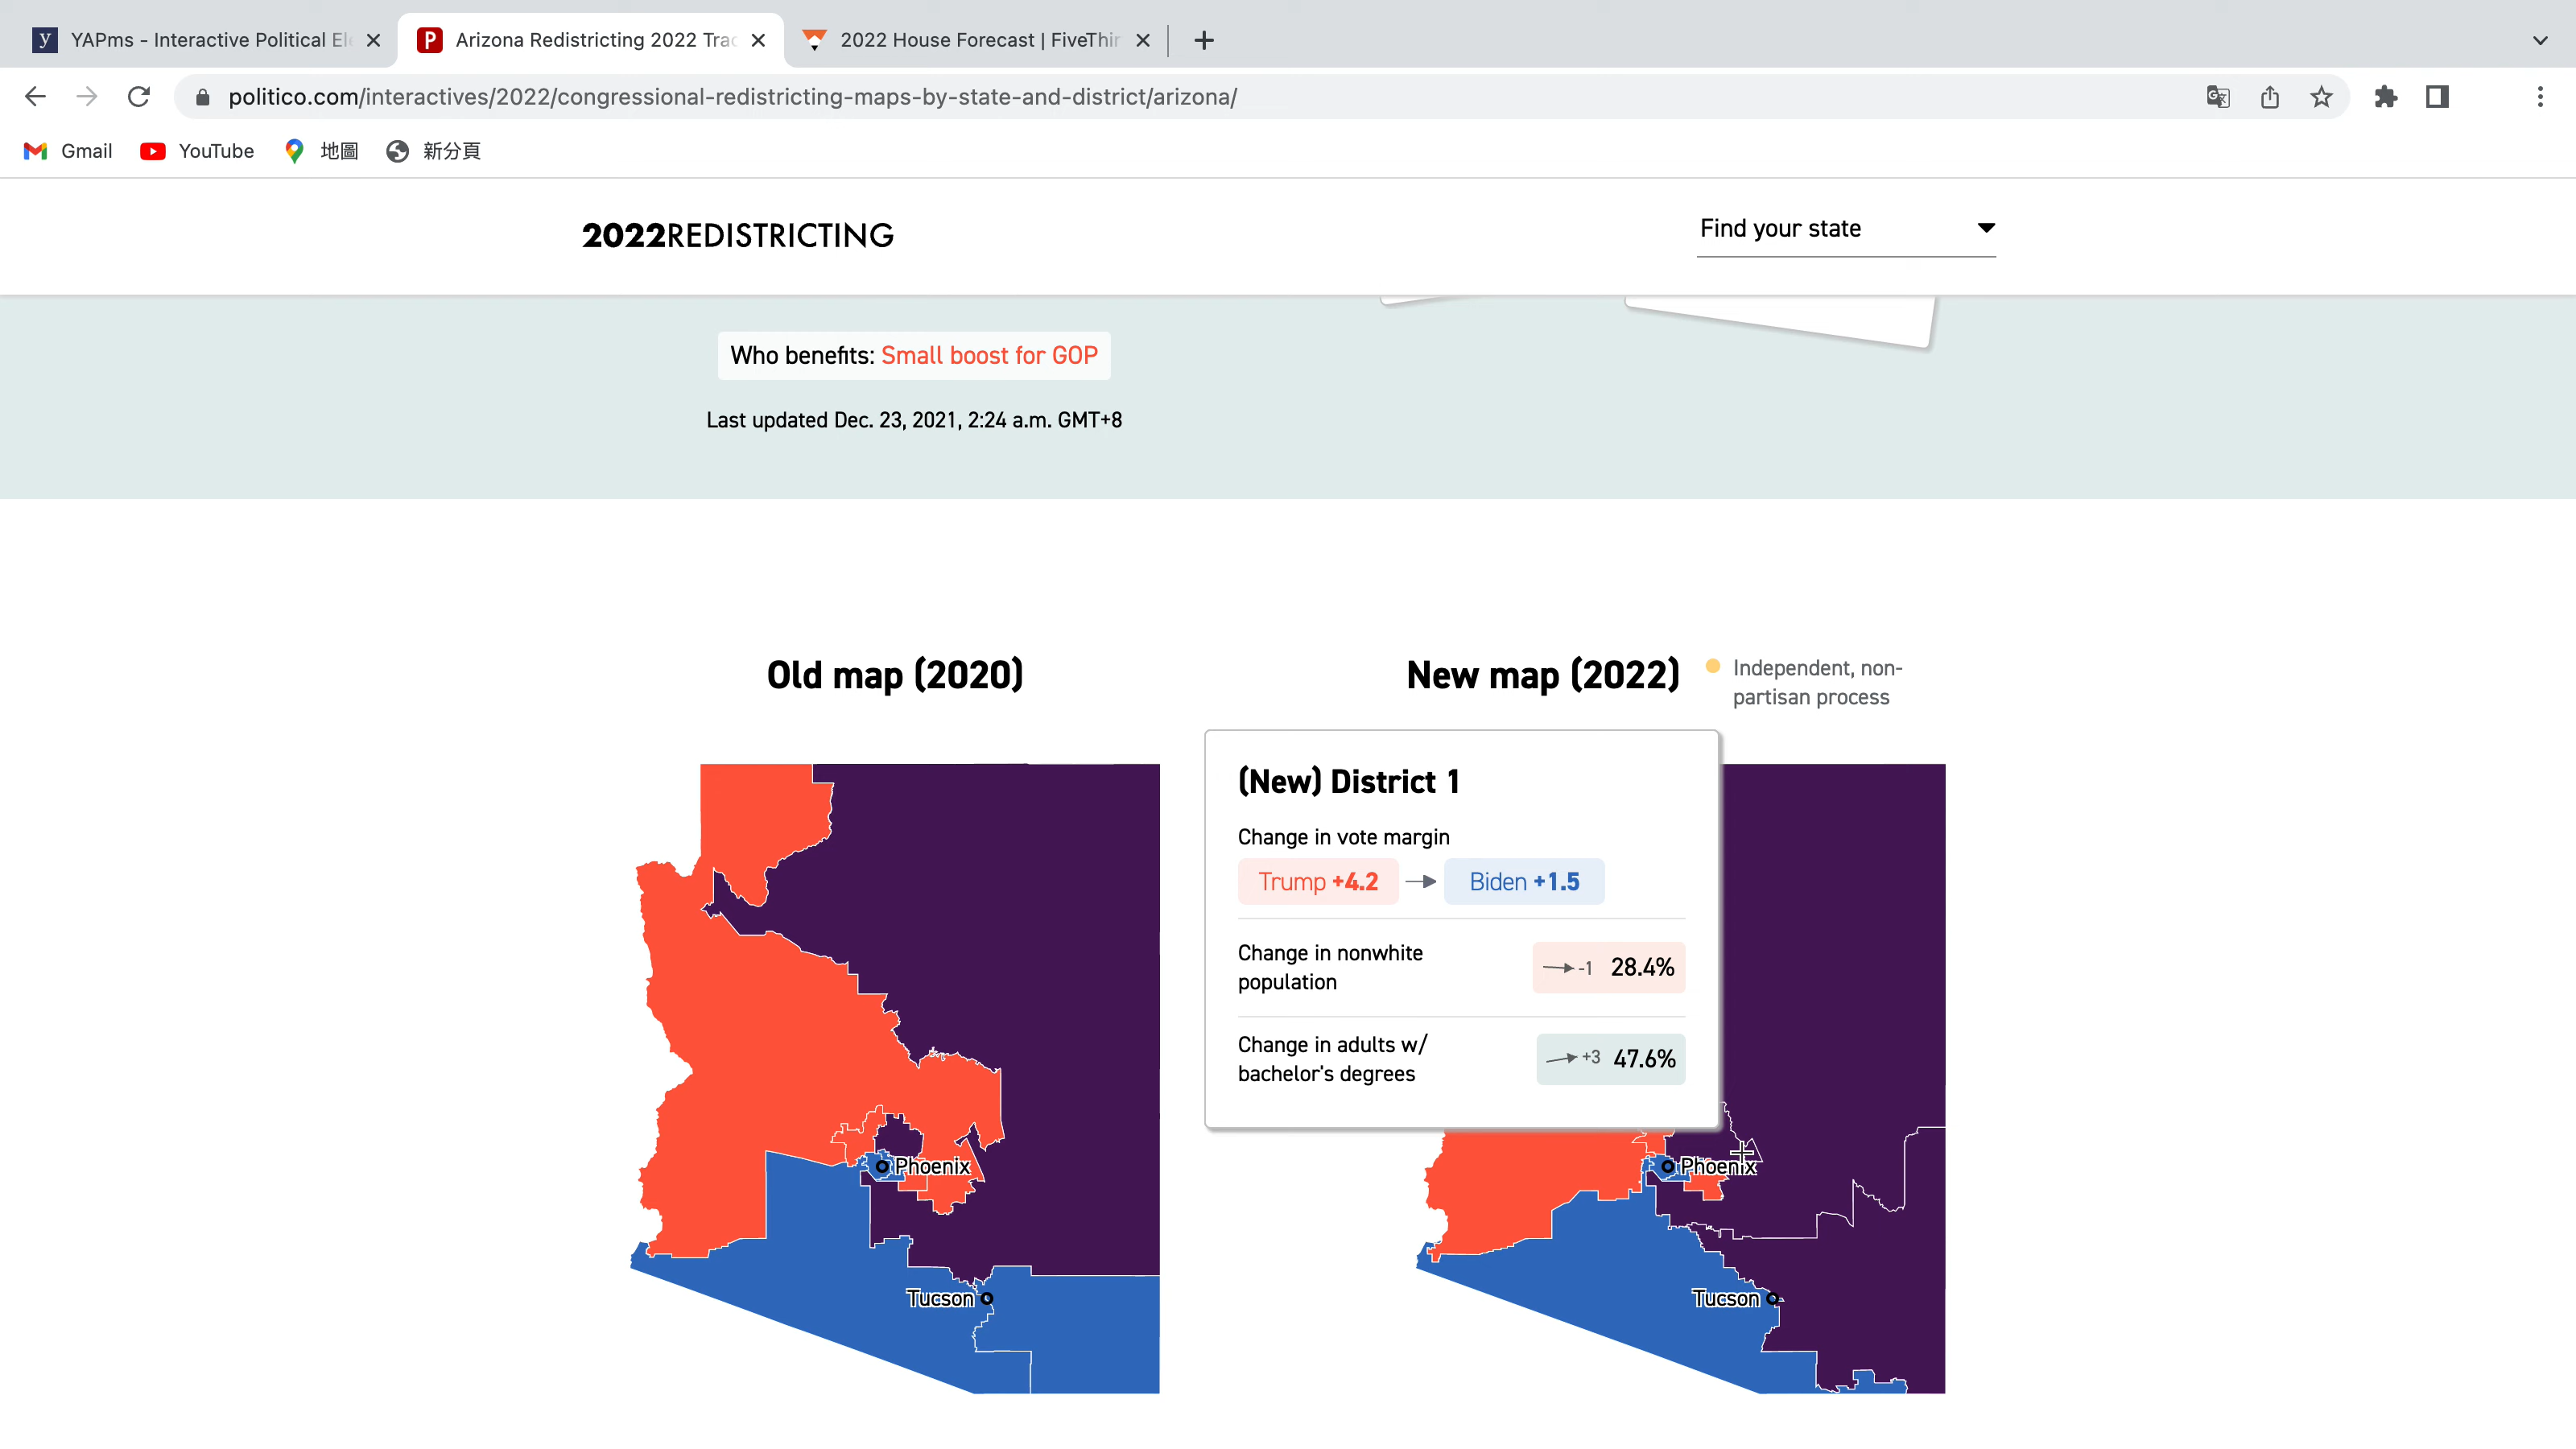 YAPms - Interactive Political El
Arizona Redistricting 2022 Trac
2022 House Forecast | FiveThir
politico.com/interactives/2022/congressional-redistricting-maps-by-state-and-district/arizona/
Gmail
YouTube
地圖
新分頁
2022REDISTRICTING
Find your state
Who benefits: Small boost for GOP
Last updated Dec. 23, 2021, 2:24 a.m. GMT+8
Old map (2020)
New map (2022)
Independent, non-
partisan process
(New) District 1
Change in vote margin
Trump +4.2
Biden +1.5
Change in nonwhite
population
-1 28.4%
Change in adults w/
bachelor's degrees
+3 47.6%
Phoenix
Tucson
Phoenix
Tucson